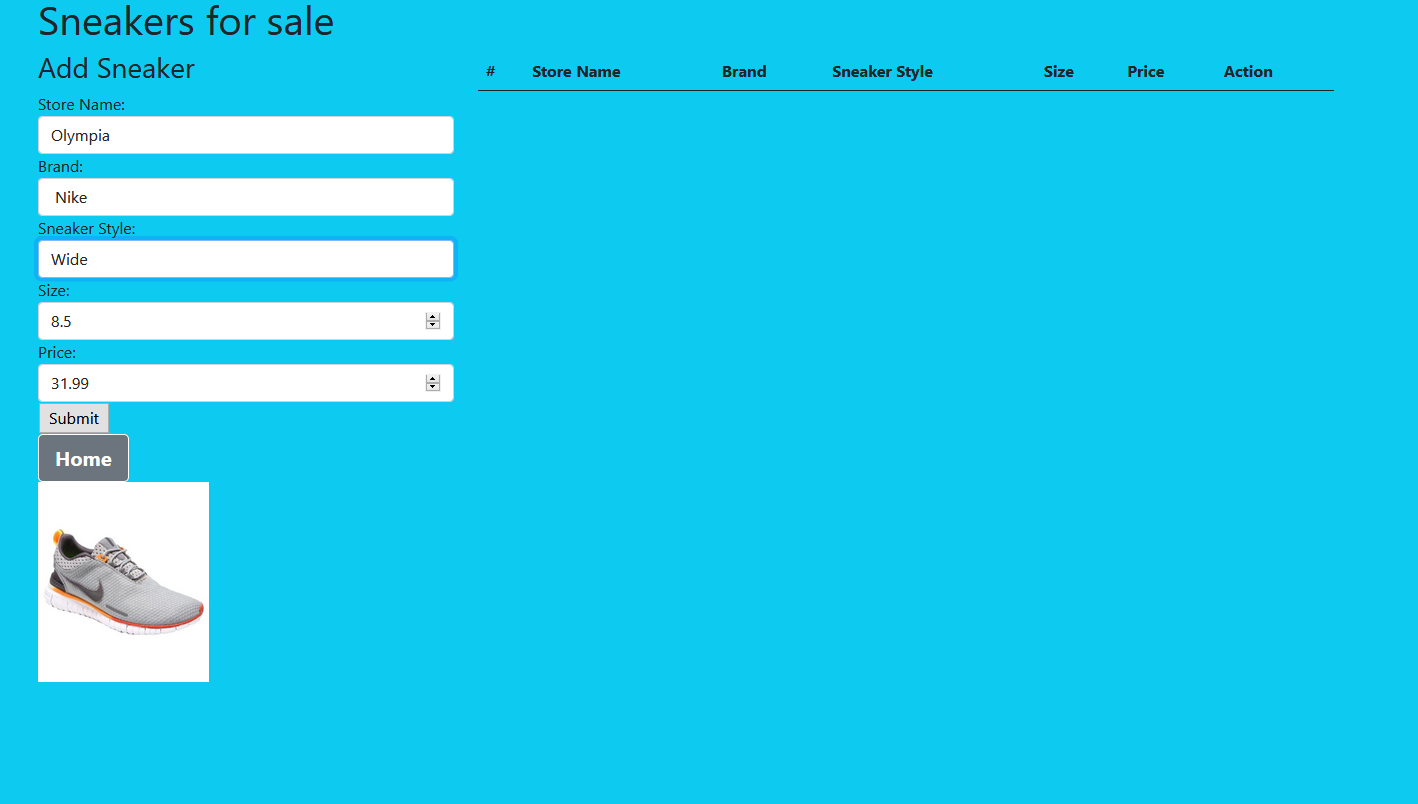 Sneakers for sale
Add Sneaker
Store Name:
Olympia
Brand:
Nike
Sneaker Style:
Wide
Size:
8.5
Price:
31.99
Submit
Home
# Store Name Brand Sneaker Style Size Price Action